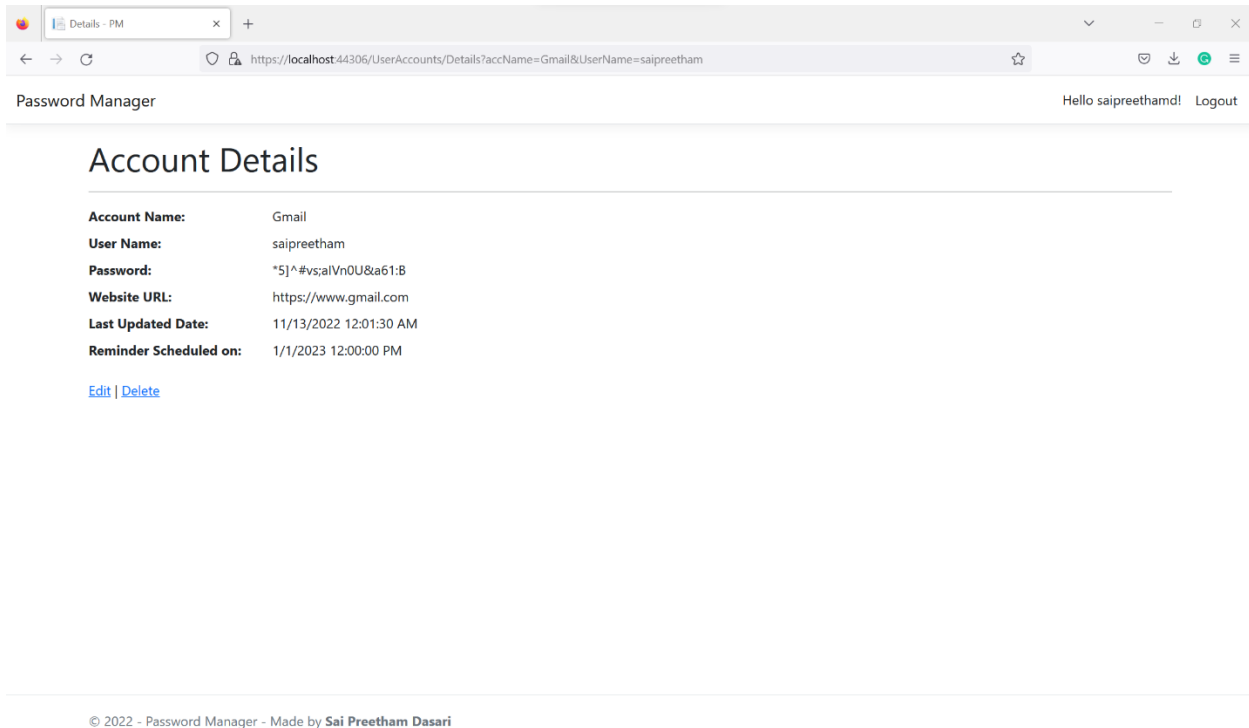 Details - PM
https://localhost:44306/UserAccounts/Details?accName=Gmail&UserName=saipreetham
Password Manager Hello saipreethamd! Logout
Account Details
Account Name: Gmail
User Name: saipreetham
Password: *5]^#vs;aIVn0U&a61:B
Website URL: https://www.gmail.com
Last Updated Date: 11/13/2022 12:01:30 AM
Reminder Scheduled on: 1/1/2023 12:00:00 PM
Edit | Delete
© 2022 - Password Manager - Made by Sai Preetham Dasari